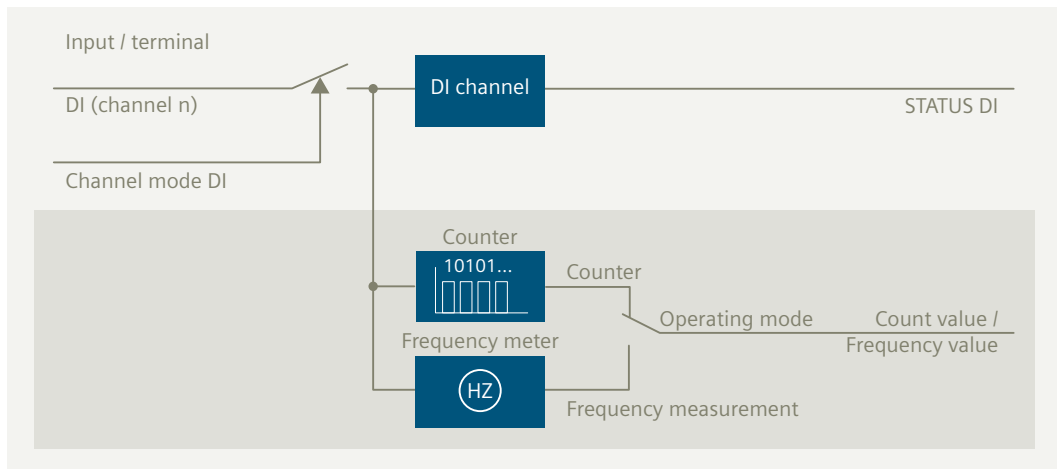 Input / terminal
DI channel
DI (channel n)
STATUS DI
Channel mode DI
Counter
10101...
Counter
Operating mode
Count value /
Frequency value
Frequency meter
HZ
Frequency measurement